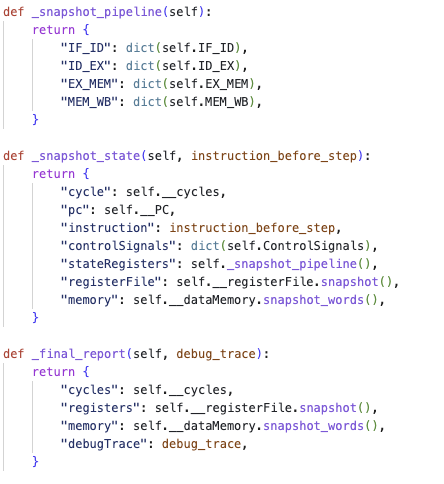 def _snapshot_pipeline(self):
    return {
        "IF_ID": dict(self.IF_ID),
        "ID_EX": dict(self.ID_EX),
        "EX_MEM": dict(self.EX_MEM),
        "MEM_WB": dict(self.MEM_WB),
    }

def _snapshot_state(self, instruction_before_step):
    return {
        "cycle": self.__cycles,
        "pc": self.__PC,
        "instruction": instruction_before_step,
        "controlSignals": dict(self.ControlSignals),
        "stateRegisters": self._snapshot_pipeline(),
        "registerFile": self.__registerFile.snapshot(),
        "memory": self.__dataMemory.snapshot_words(),
    }

def _final_report(self, debug_trace):
    return {
        "cycles": self.__cycles,
        "registers": self.__registerFile.snapshot(),
        "memory": self.__dataMemory.snapshot_words(),
        "debugTrace": debug_trace,
    }